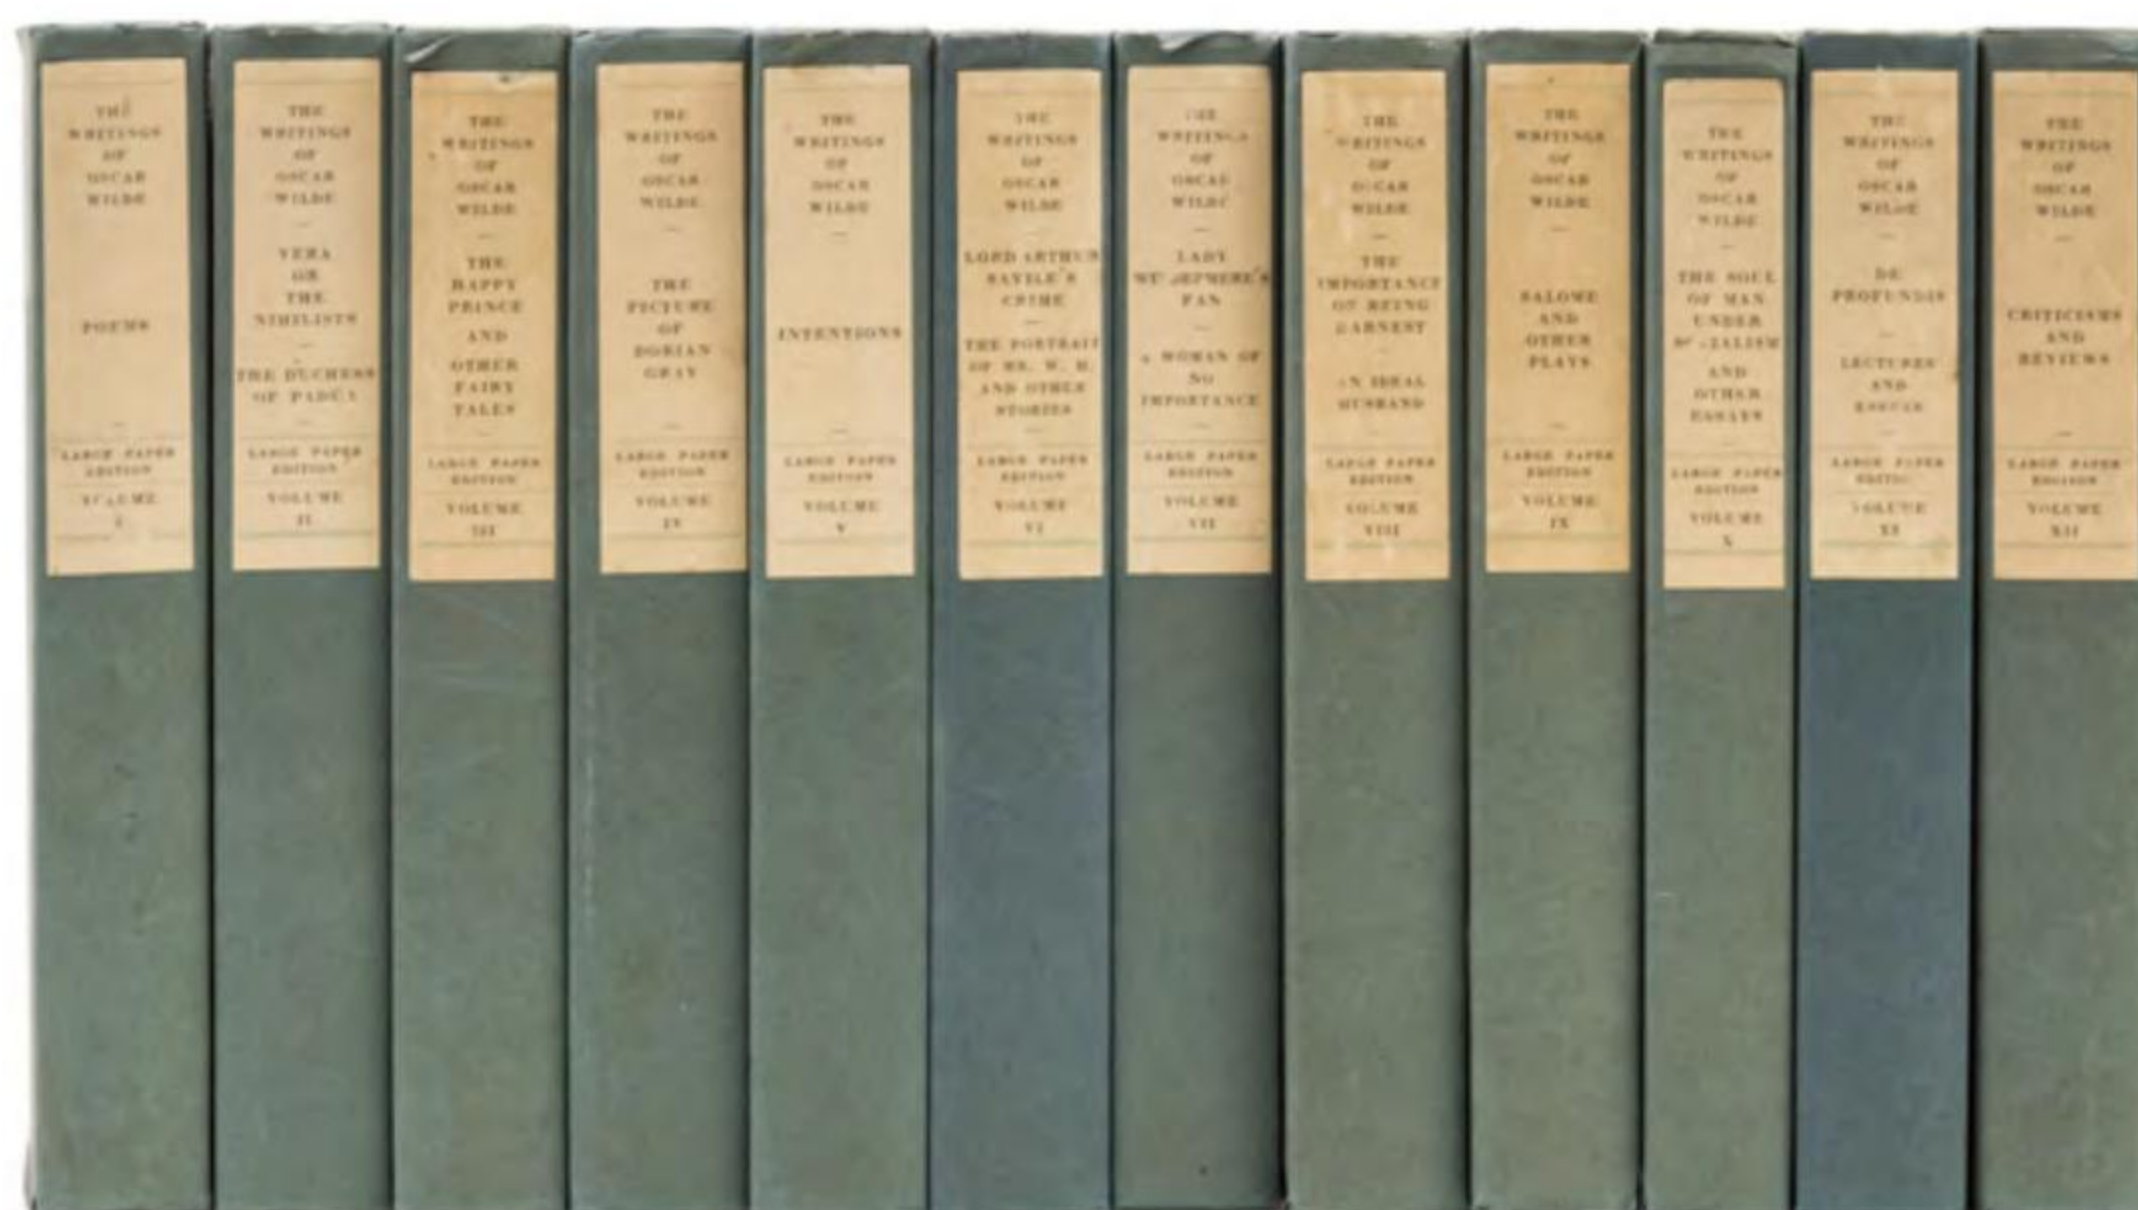 THE
WRITINGS
OF
OSCAR
WILDE
POEMS
LARGE PAPER
EDITION
VOLUME
I
THE
WRITINGS
OF
OSCAR
WILDE
VERA
OR
THE
NIHILISTS
THE DUCHESS
OF PADUA
LARGE PAPER
EDITION
VOLUME
II
THE
WRITINGS
OF
OSCAR
WILDE
THE
HAPPY
PRINCE
AND
OTHER
FAIRY
TALES
LARGE PAPER
EDITION
VOLUME
III
THE
WRITINGS
OF
OSCAR
WILDE
THE
PICTURE
OF
DORIAN
GRAY
LARGE PAPER
EDITION
VOLUME
IV
THE
WRITINGS
OF
OSCAR
WILDE
INTENTIONS
LARGE PAPER
EDITION
VOLUME
V
THE
WRITINGS
OF
OSCAR
WILDE
LORD ARTHUR
SAVILE'S
CRIME
THE PORTRAIT
OF MR. W. H.
AND OTHER
STORIES
LARGE PAPER
EDITION
VOLUME
VI
THE
WRITINGS
OF
OSCAR
WILDE
LADY
WINDERMERE'S
FAN
A WOMAN OF
NO
IMPORTANCE
LARGE PAPER
EDITION
VOLUME
VII
THE
WRITINGS
OF
OSCAR
WILDE
THE
IMPORTANCE
OF BEING
EARNEST
AN IDEAL
HUSBAND
LARGE PAPER
EDITION
VOLUME
VIII
THE
WRITINGS
OF
OSCAR
WILDE
SALOME
AND
OTHER
PLAYS
LARGE PAPER
EDITION
VOLUME
IX
THE
WRITINGS
OF
OSCAR
WILDE
THE SOUL
OF MAN
UNDER
SOCIALISM
AND
OTHER
ESSAYS
LARGE PAPER
EDITION
VOLUME
X
THE
WRITINGS
OF
OSCAR
WILDE
DE
PROFUNDIS
LECTURES
AND
ESSAYS
LARGE PAPER
EDITION
VOLUME
XI
THE
WRITINGS
OF
OSCAR
WILDE
CRITICISMS
AND
REVIEWS
LARGE PAPER
EDITION
VOLUME
XII